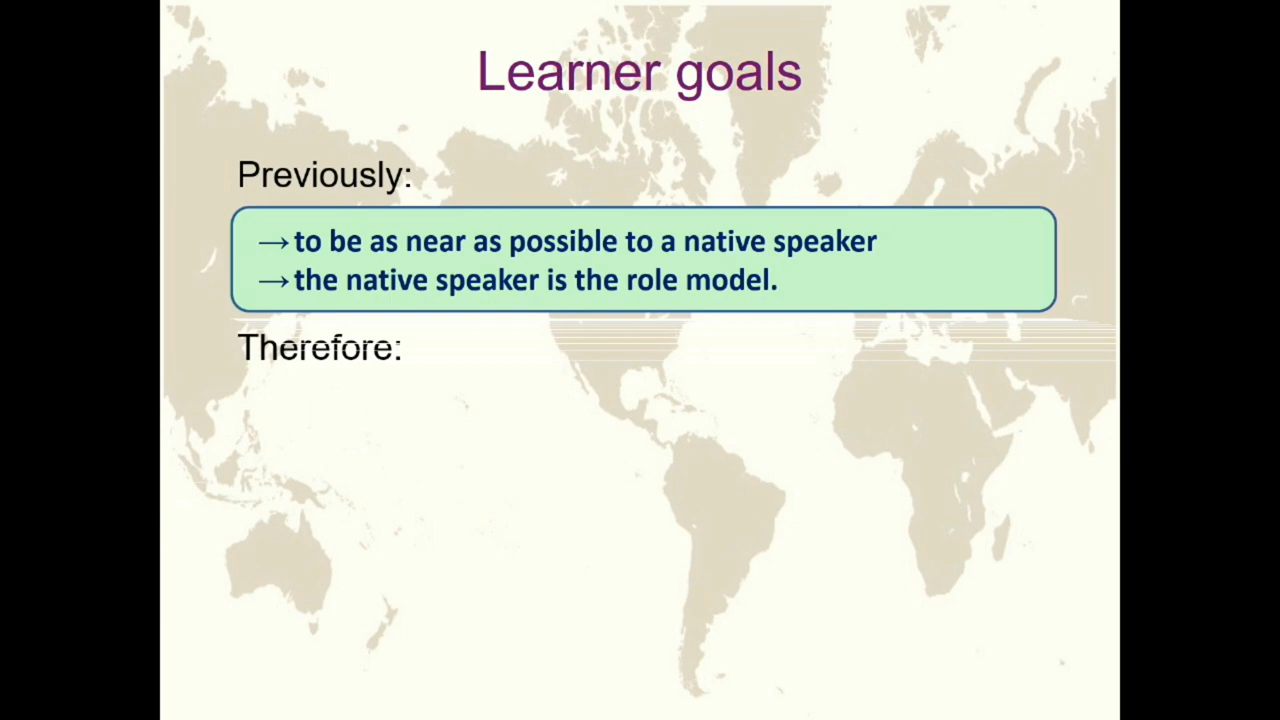 Learner goals
Previously:
→to be as near as possible to a native speaker
→the native speaker is the role model.
Therefore: